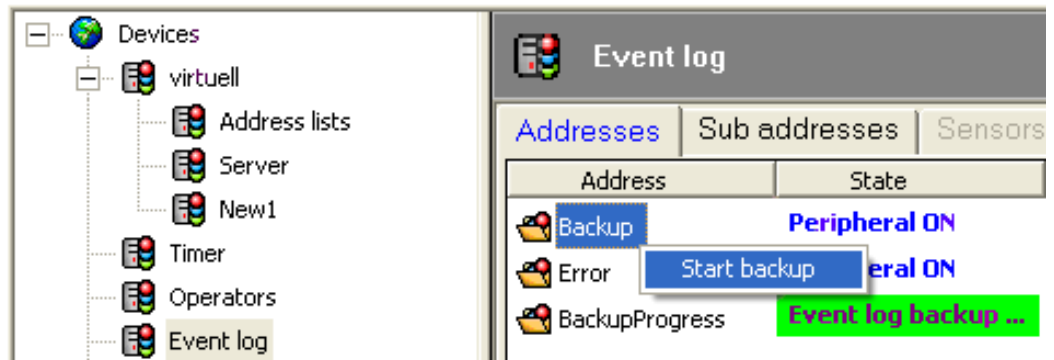 Devices
virtuell
Address lists
Server
New1
Timer
Operators
Event log
Event log
Addresses Sub addresses Sensors
Address State
Backup Peripheral ON
Start backup
Error eral ON
BackupProgress Event log backup ...